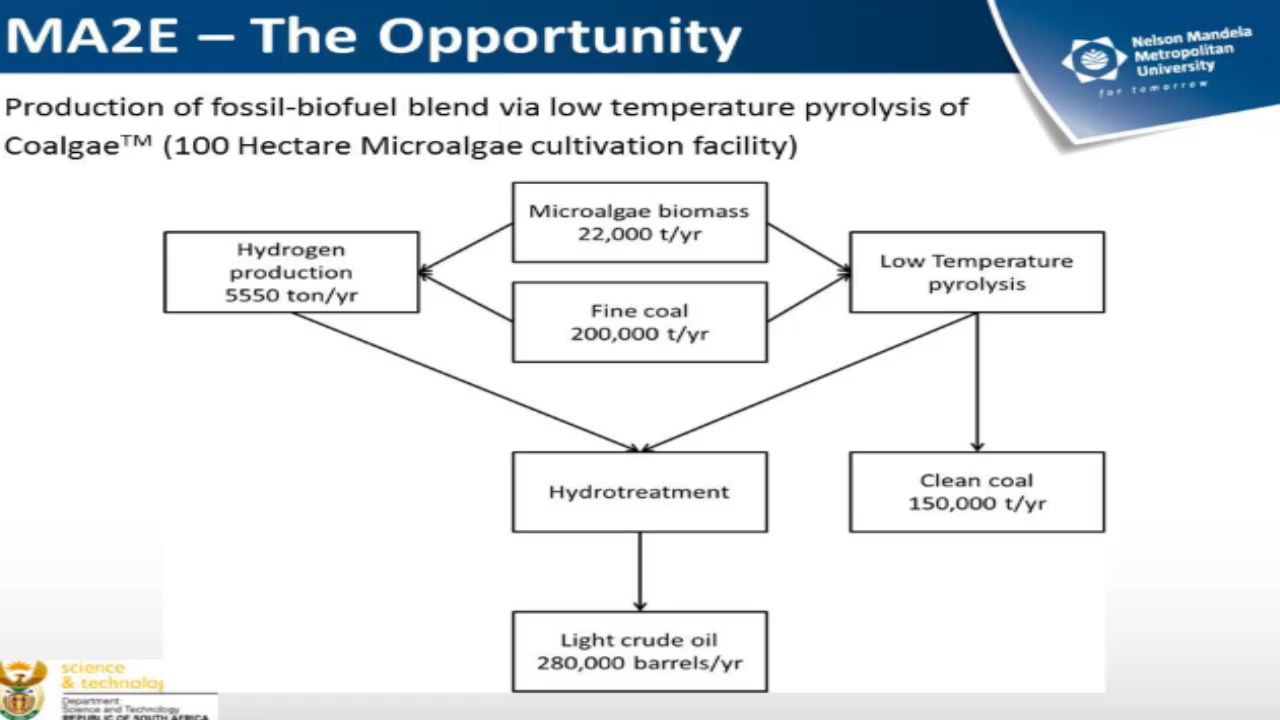 MA2E – The Opportunity
Nelson Mandela
Metropolitan
University
for tomorrow
Production of fossil-biofuel blend via low temperature pyrolysis of
Coalgae™ (100 Hectare Microalgae cultivation facility)
Microalgae biomass
22,000 t/yr
Hydrogen
production
5550 ton/yr
Low Temperature
pyrolysis
Fine coal
200,000 t/yr
Hydrotreatment
Clean coal
150,000 t/yr
Light crude oil
280,000 barrels/yr
science
& technolog
Department:
Science and Technology
REPUBLIC OF SOUTH AFRICA